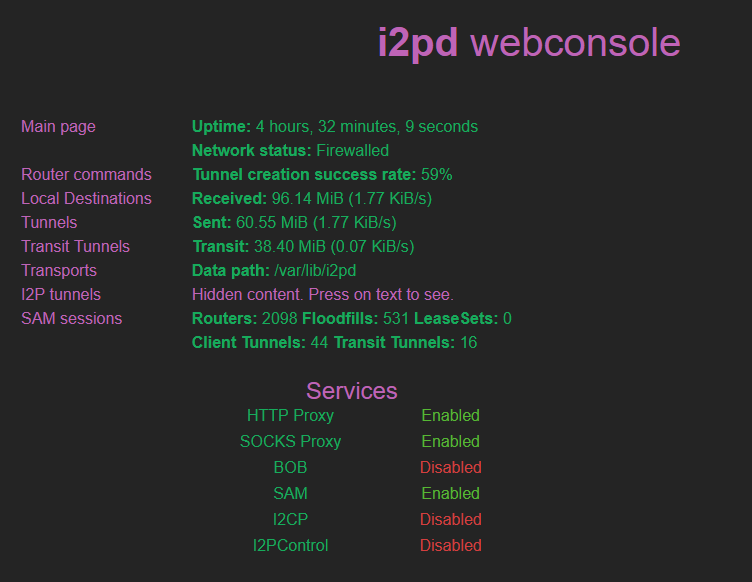 i2pd webconsole
Main page
Uptime: 4 hours, 32 minutes, 9 seconds
Network status: Firewalled
Router commands
Tunnel creation success rate: 59%
Local Destinations
Received: 96.14 MiB (1.77 KiB/s)
Tunnels
Sent: 60.55 MiB (1.77 KiB/s)
Transit Tunnels
Transit: 38.40 MiB (0.07 KiB/s)
Transports
Data path: /var/lib/i2pd
I2P tunnels
Hidden content. Press on text to see.
SAM sessions
Routers: 2098 Floodfills: 531 LeaseSets: 0
Client Tunnels: 44 Transit Tunnels: 16
Services
HTTP Proxy Enabled
SOCKS Proxy Enabled
BOB Disabled
SAM Enabled
I2CP Disabled
I2PControl Disabled